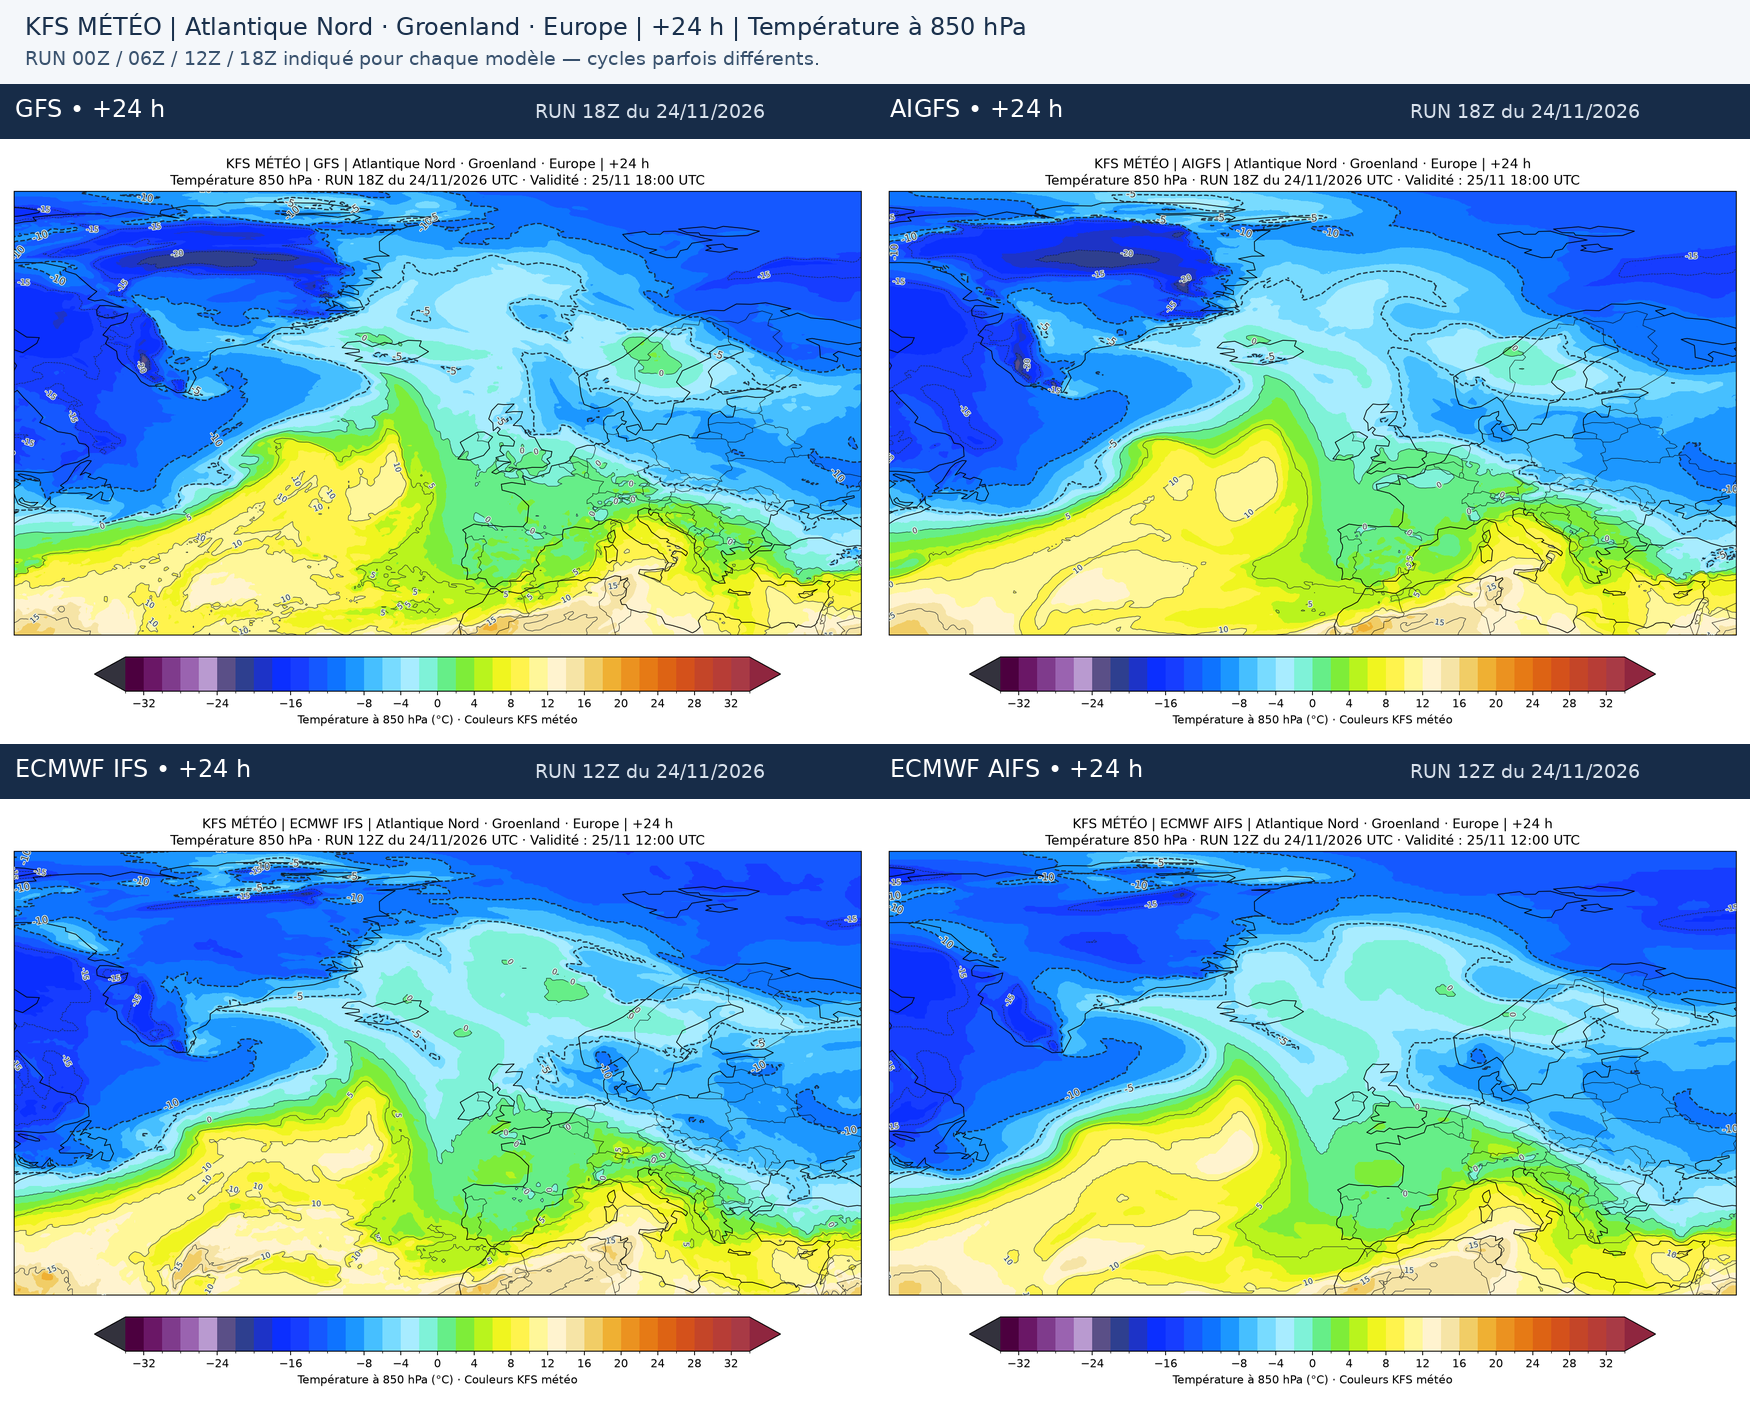 KFS MÉTÉO | Atlantique Nord · Groenland · Europe | +24 h | Température à 850 hPa
RUN 00Z / 06Z / 12Z / 18Z indiqué pour chaque modèle — cycles parfois différents.
GFS • +24 h
RUN 18Z du 24/11/2026
AIGFS • +24 h
RUN 18Z du 24/11/2026
KFS MÉTÉO | GFS | Atlantique Nord · Groenland · Europe | +24 h
Température 850 hPa · RUN 18Z du 24/11/2026 UTC · Validité : 25/11 18:00 UTC
KFS MÉTÉO | AIGFS | Atlantique Nord · Groenland · Europe | +24 h
Température 850 hPa · RUN 18Z du 24/11/2026 UTC · Validité : 25/11 18:00 UTC
−32 −24 −16 −8 −4 0 4 8 12 16 20 24 28 32
Température à 850 hPa (°C) · Couleurs KFS météo
−32 −24 −16 −8 −4 0 4 8 12 16 20 24 28 32
Température à 850 hPa (°C) · Couleurs KFS météo
ECMWF IFS • +24 h
RUN 12Z du 24/11/2026
ECMWF AIFS • +24 h
RUN 12Z du 24/11/2026
KFS MÉTÉO | ECMWF IFS | Atlantique Nord · Groenland · Europe | +24 h
Température 850 hPa · RUN 12Z du 24/11/2026 UTC · Validité : 25/11 12:00 UTC
KFS MÉTÉO | ECMWF AIFS | Atlantique Nord · Groenland · Europe | +24 h
Température 850 hPa · RUN 12Z du 24/11/2026 UTC · Validité : 25/11 12:00 UTC
−32 −24 −16 −8 −4 0 4 8 12 16 20 24 28 32
Température à 850 hPa (°C) · Couleurs KFS météo
−32 −24 −16 −8 −4 0 4 8 12 16 20 24 28 32
Température à 850 hPa (°C) · Couleurs KFS météo